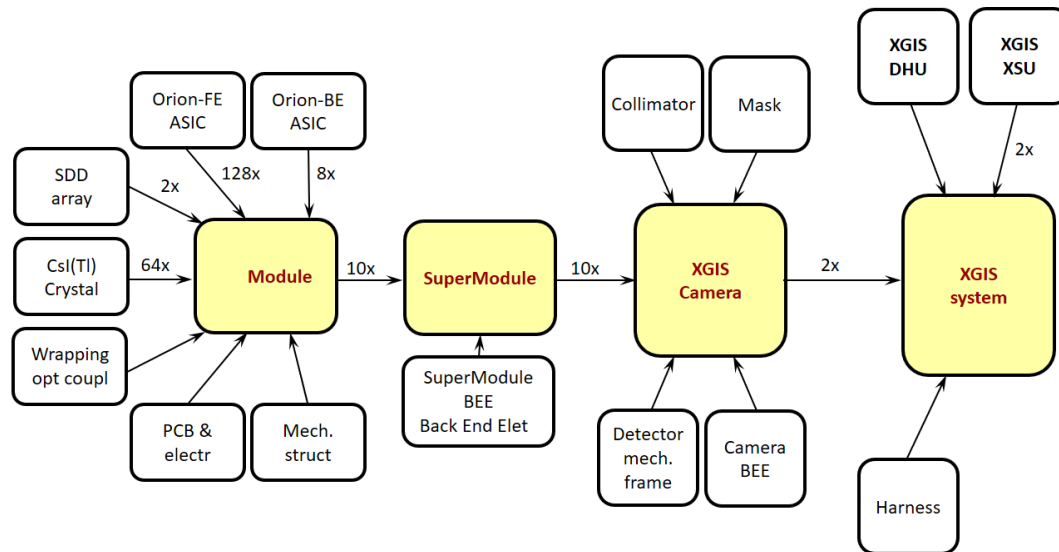 XGIS
DHU
XGIS
XSU
Orion-FE
ASIC
Orion-BE
ASIC
Collimator
Mask
2x
SDD
array
2x
128x
8x
CsI(Tl)
Crystal
64x
Module
10x
SuperModule
10x
XGIS
Camera
2x
XGIS
system
Wrapping
opt coupl
PCB &
electr
Mech.
struct
SuperModule
BEE
Back End Elet
Detector
mech.
frame
Camera
BEE
Harness